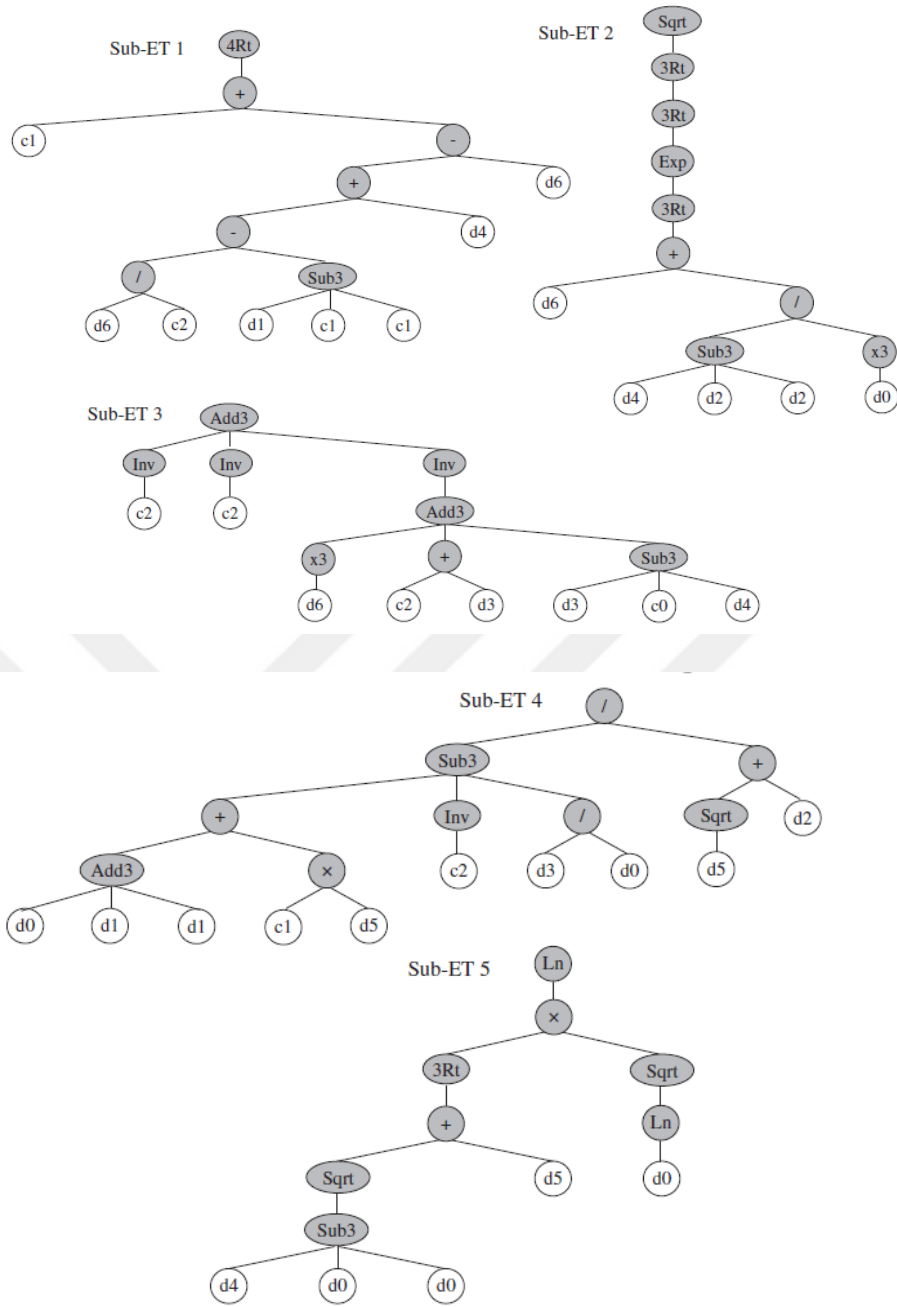 Sub-ET 1
4Rt
+
c1
-
+
d6
-
d4
/
Sub3
d6
c2
d1
c1
c1
Sub-ET 2
Sqrt
3Rt
3Rt
Exp
3Rt
+
d6
/
Sub3
x3
d4
d2
d2
d0
Sub-ET 3
Add3
Inv
Inv
Inv
c2
c2
Add3
x3
+
Sub3
d6
c2
d3
d3
c0
d4
Sub-ET 4
/
Sub3
+
+
Inv
/
Sqrt
d2
Add3
×
c2
d3
d0
d5
d0
d1
d1
c1
d5
Sub-ET 5
Ln
×
3Rt
Sqrt
+
Ln
Sqrt
d5
d0
Sub3
d4
d0
d0